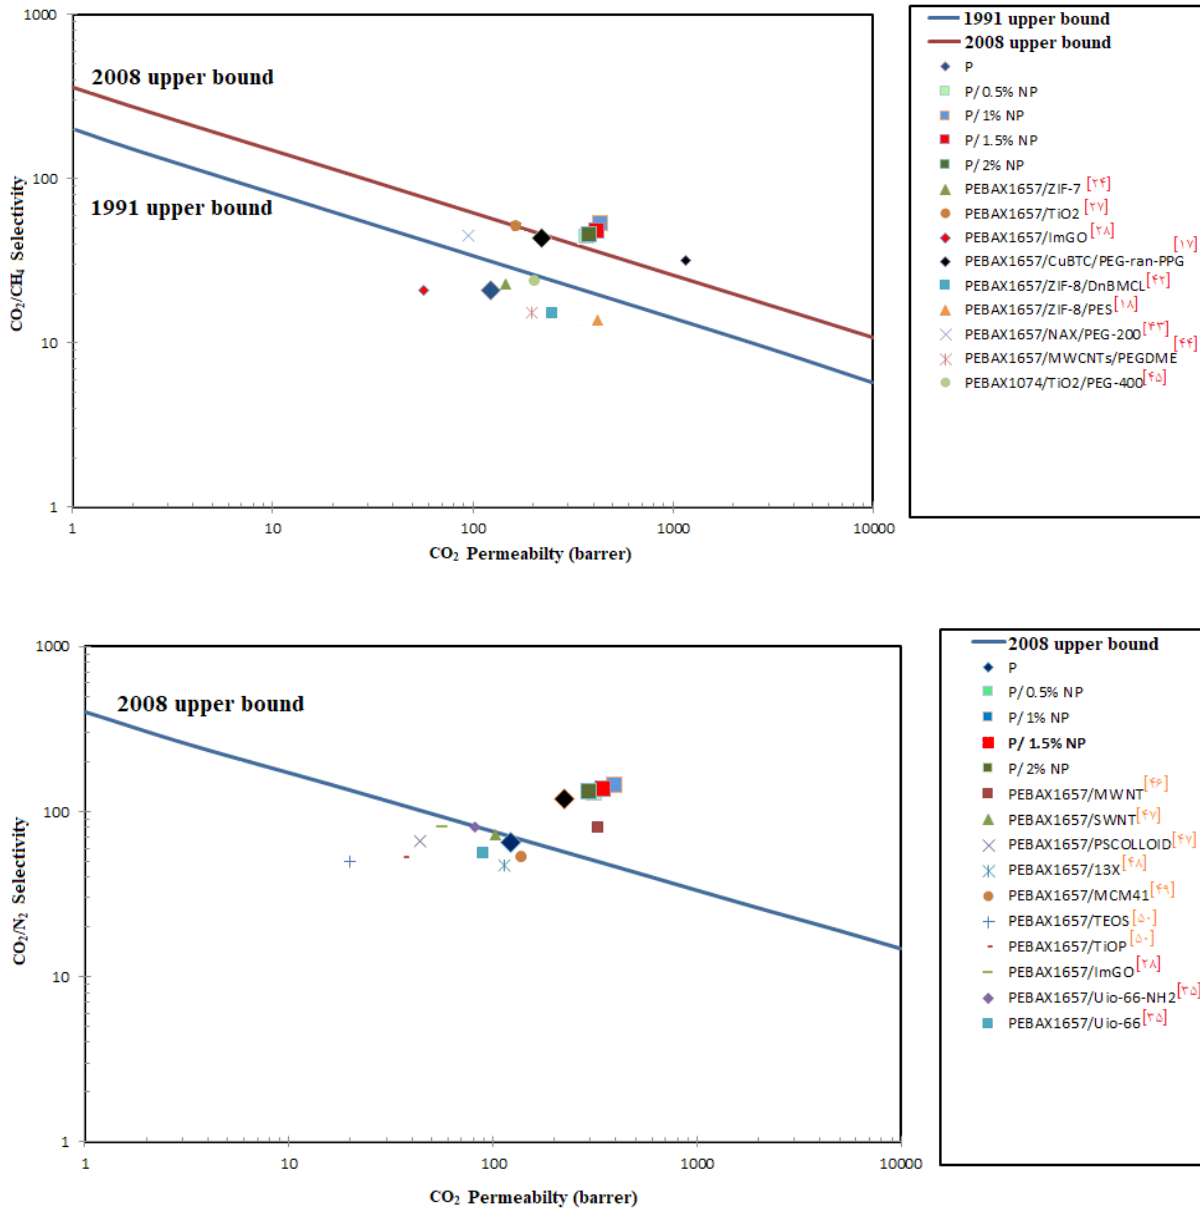 1000
100
10
1
CO₂/CH₄ Selectivity
2008 upper bound
1991 upper bound
1 10 100 1000 10000
CO₂ Permeabilty (barrer)
1991 upper bound
2008 upper bound
P
P/ 0.5% NP
P/ 1% NP
P/ 1.5% NP
P/ 2% NP
PEBAX1657/ZIF-7 [۲۴]
PEBAX1657/TiO2 [۲۷]
PEBAX1657/ImGO [۲۸]
PEBAX1657/CuBTC/PEG-ran-PPG [۱۷]
PEBAX1657/ZIF-8/DnBMCL [۴۲]
PEBAX1657/ZIF-8/PES [۱۸]
PEBAX1657/NAX/PEG-200 [۴۳]
PEBAX1657/MWCNTs/PEGDME [۴۴]
PEBAX1074/TiO2/PEG-400 [۴۵]
1000
100
10
1
CO₂/N₂ Selectivity
2008 upper bound
1 10 100 1000 10000
CO₂ Permeabilty (barrer)
2008 upper bound
P
P/ 0.5% NP
P/ 1% NP
P/ 1.5% NP
P/ 2% NP
PEBAX1657/MWNT [۴۶]
PEBAX1657/SWNT [۴۷]
PEBAX1657/PSCOLLOID [۴۷]
PEBAX1657/13X [۴۸]
PEBAX1657/MCM41 [۴۹]
PEBAX1657/TEOS [۵۰]
PEBAX1657/TiOP [۵۰]
PEBAX1657/ImGO [۲۸]
PEBAX1657/Uio-66-NH2 [۳۵]
PEBAX1657/Uio-66 [۳۵]